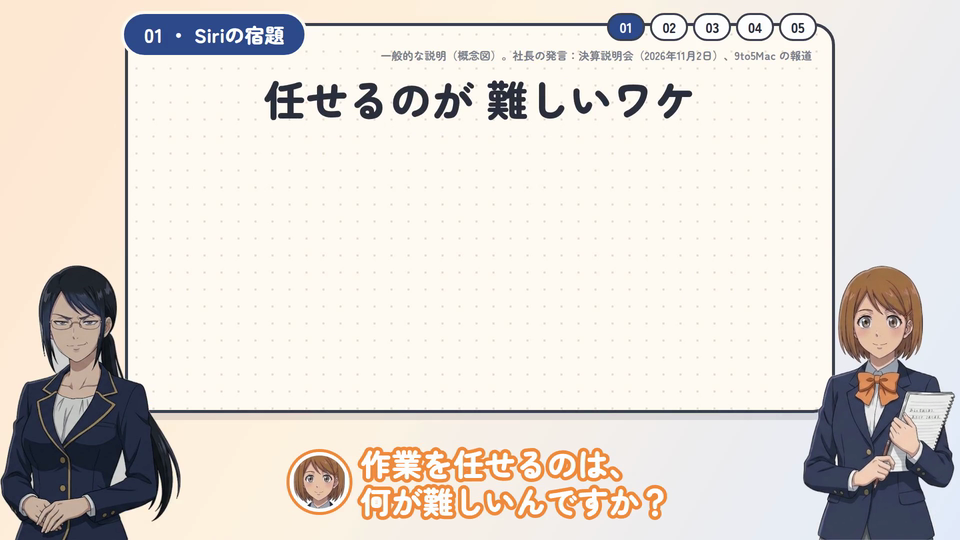 01 ・ Siriの宿題
01 02 03 04 05
一般的な説明（概念図）。社長の発言：決算説明会（2026年11月2日）、9to5Mac の報道
任せるのが 難しいワケ
作業を任せるのは、
何が難しいんですか？